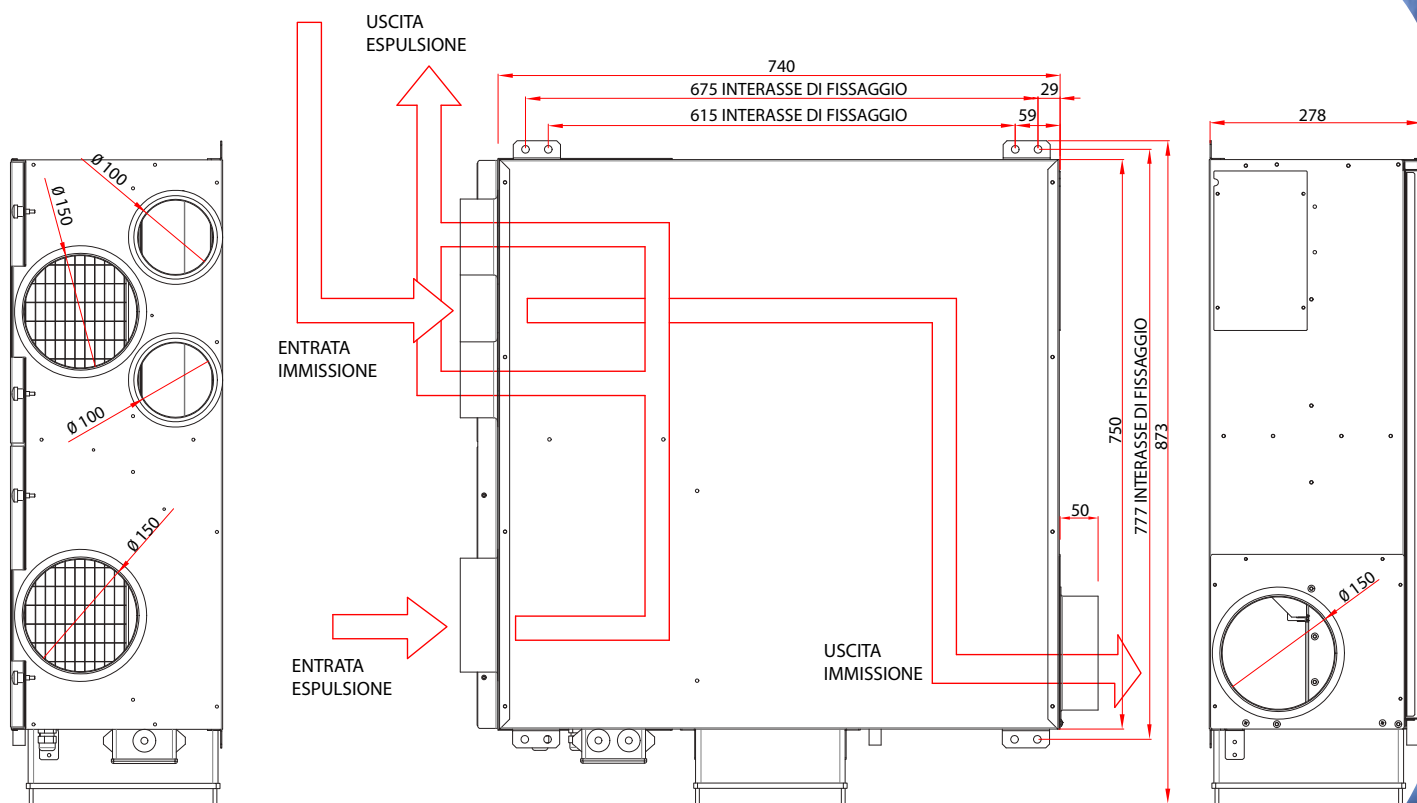 USCITA
ESPULSIONE
740
675 INTERASSE DI FISSAGGIO
29
615 INTERASSE DI FISSAGGIO
59
278
Ø 100
Ø 150
Ø 100
Ø 150
ENTRATA
IMMISSIONE
750
777 INTERASSE DI FISSAGGIO
873
50
ENTRATA
ESPULSIONE
USCITA
IMMISSIONE
Ø 150